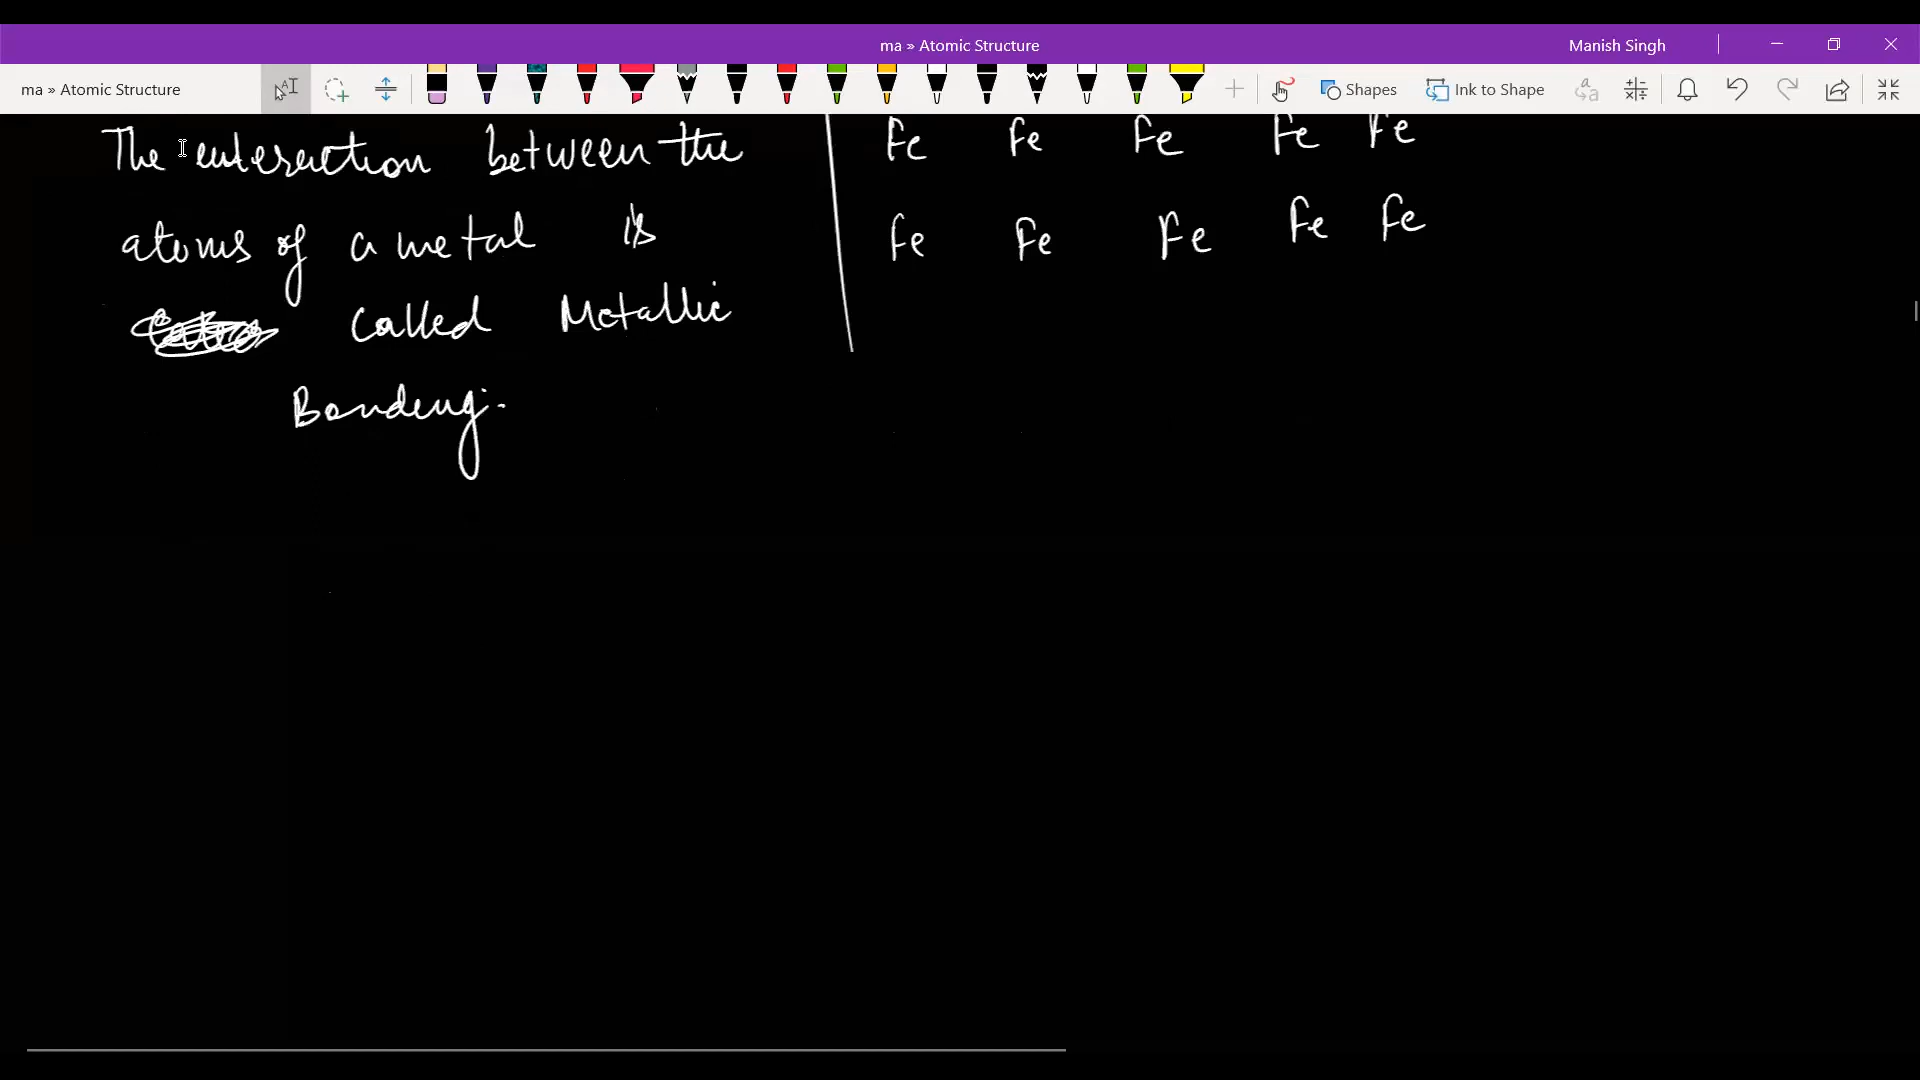 ma » Atomic Structure
Manish Singh
ma » Atomic Structure
Shapes
Ink to Shape
The interaction between the
atoms of a metal is
called Metallic
Bonding.
Fe Fe Fe Fe Fe
Fe Fe Fe Fe Fe